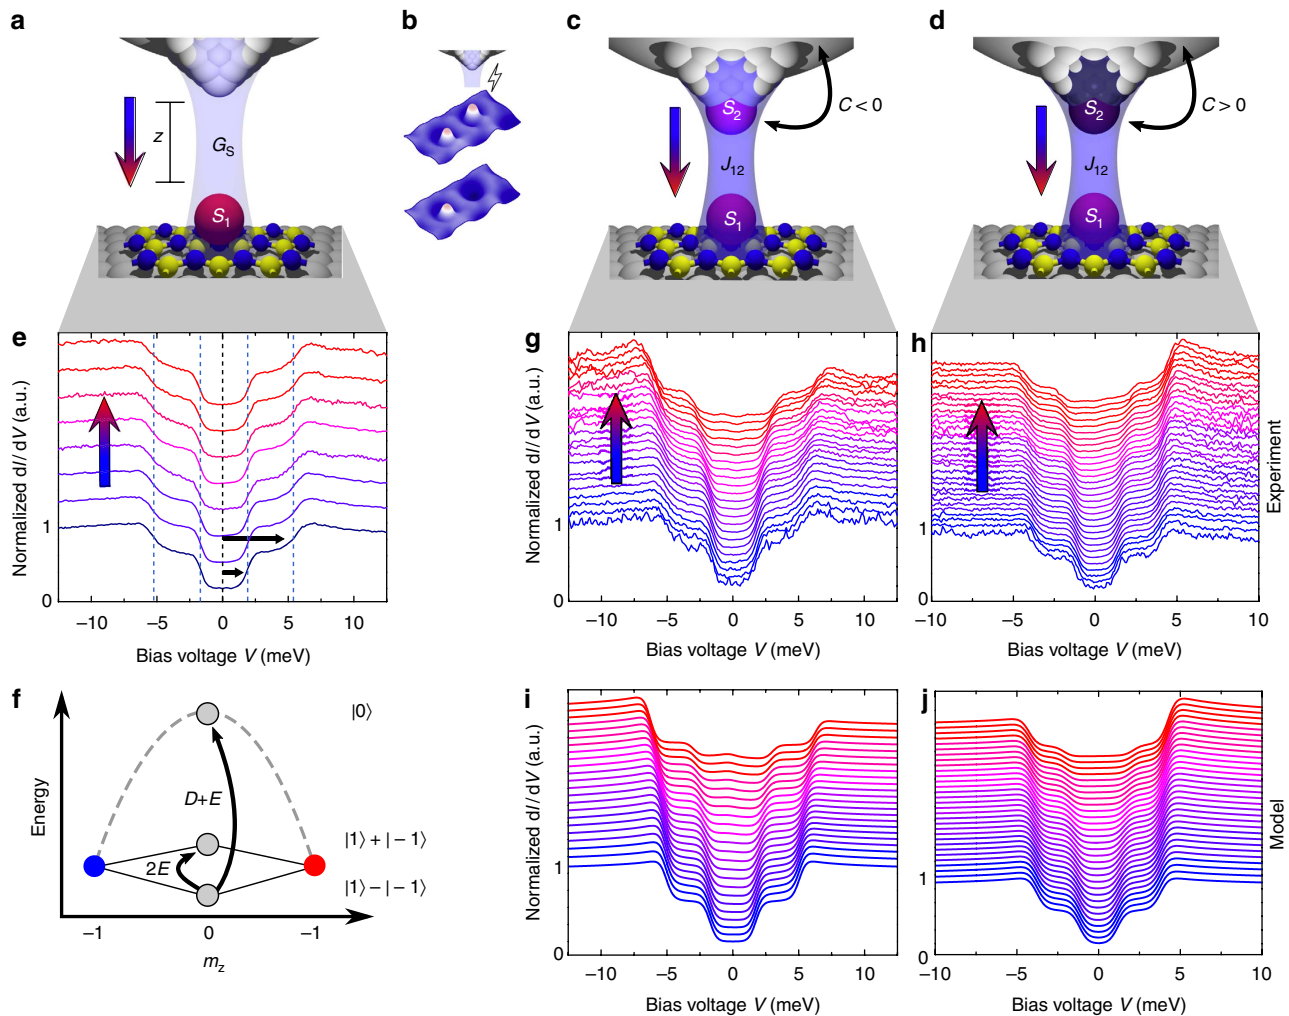 a
b
c
d
z
G_S
S_1
S_2
J_12
S_1
C < 0
S_2
J_12
S_1
C > 0
e
g
h
Normalized dI/ dV (a.u.)
1
0
−10 −5 0 5 10
Bias voltage V (meV)
Normalized dI/ dV (a.u.)
1
0
−10 −5 0 5 10
Bias voltage V (meV)
1
0
−10 −5 0 5 10
Bias voltage V (meV)
Experiment
f
Energy
|0⟩
D+E
|1⟩ + |−1⟩
2E
|1⟩ − |−1⟩
−1 0 −1
m_z
i
j
Normalized dI/ dV (a.u.)
1
0
−10 −5 0 5 10
Bias voltage V (meV)
1
0
−10 −5 0 5 10
Bias voltage V (meV)
Model